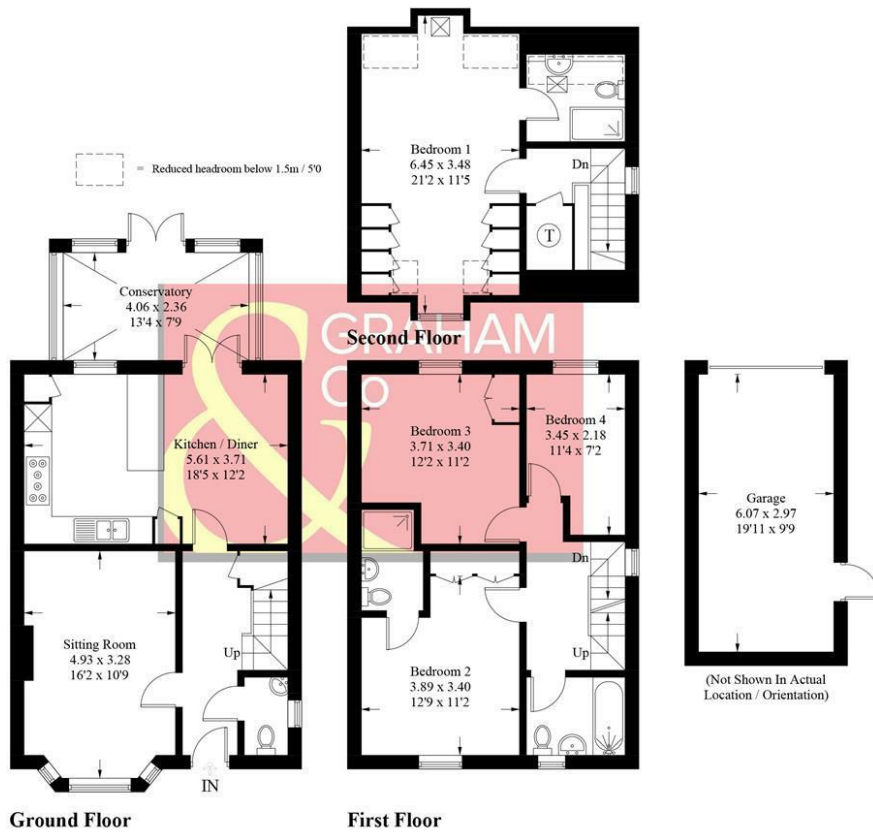 = Reduced headroom below 1.5m / 5'0
Bedroom 1
6.45 x 3.48
21'2 x 11'5
Dn
T
Second Floor
Conservatory
4.06 x 2.36
13'4 x 7'9
&
GRAHAM
Co
Kitchen / Diner
5.61 x 3.71
18'5 x 12'2
Sitting Room
4.93 x 3.28
16'2 x 10'9
Up
IN
Ground Floor
Bedroom 3
3.71 x 3.40
12'2 x 11'2
Bedroom 4
3.45 x 2.18
11'4 x 7'2
Dn
Up
Bedroom 2
3.89 x 3.40
12'9 x 11'2
First Floor
Garage
6.07 x 2.97
19'11 x 9'9
(Not Shown In Actual
Location / Orientation)